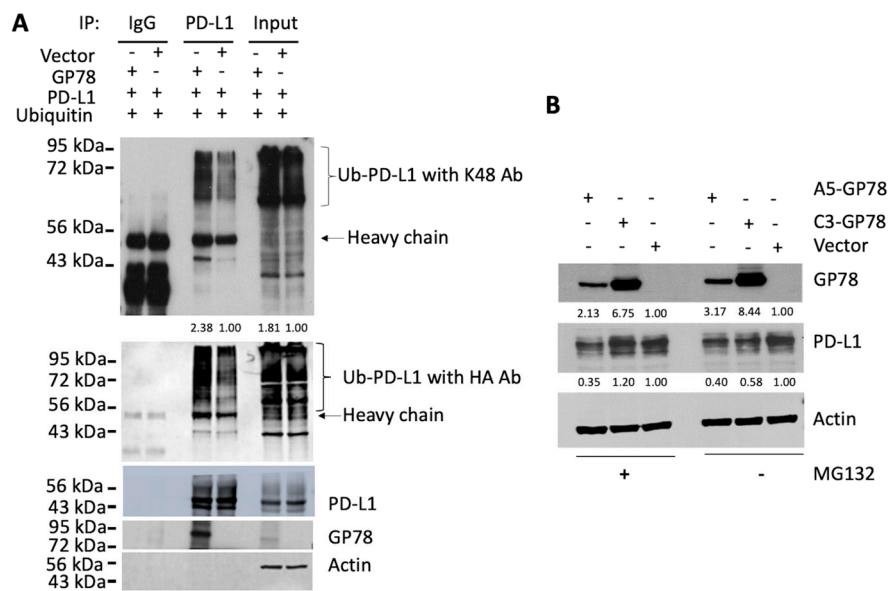 A
IP: IgG PD-L1 Input
Vector - + - + - +
GP78 + - + - + -
PD-L1 + + + + + +
Ubiquitin + + + + + +
95 kDa
72 kDa
Ub-PD-L1 with K48 Ab
56 kDa
Heavy chain
43 kDa
2.38 1.00 1.81 1.00
95 kDa
72 kDa
Ub-PD-L1 with HA Ab
56 kDa
Heavy chain
43 kDa
56 kDa
43 kDa
PD-L1
95 kDa
72 kDa
GP78
56 kDa
43 kDa
Actin
B
+ - - + - - A5-GP78
- + - - + - C3-GP78
- - + - - + Vector
GP78
2.13 6.75 1.00 3.17 8.44 1.00
PD-L1
0.35 1.20 1.00 0.40 0.58 1.00
Actin
+ - MG132